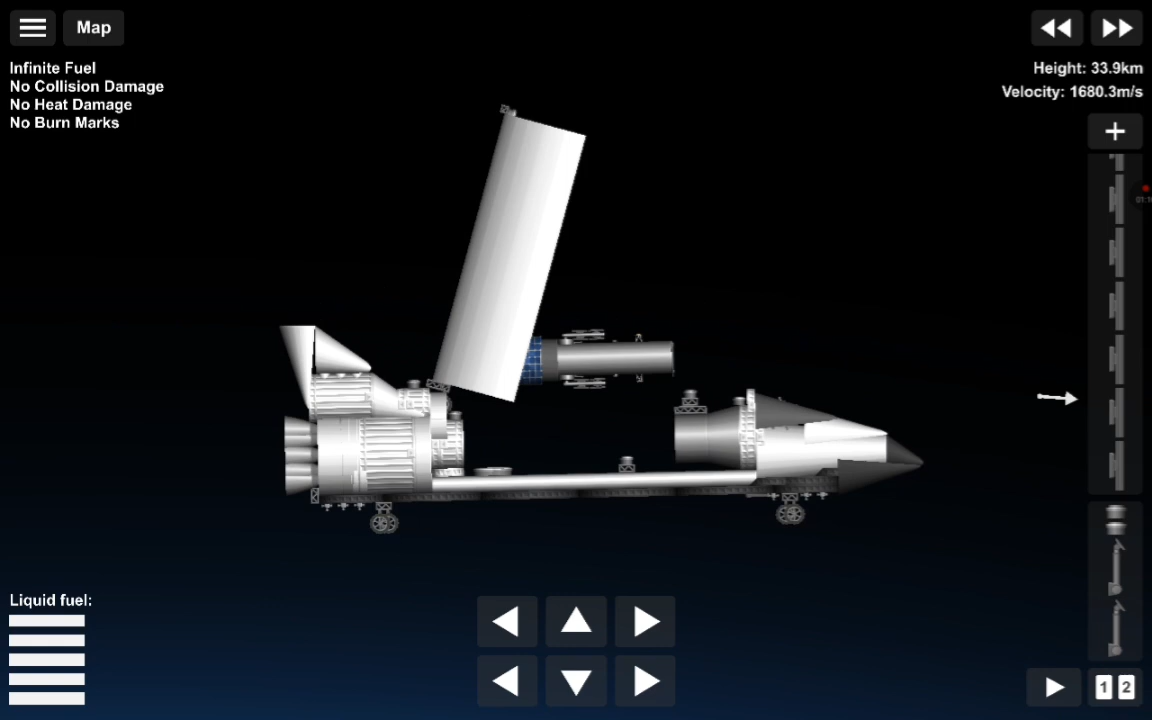 Map
Infinite Fuel
No Collision Damage
No Heat Damage
No Burn Marks
Height: 33.9km
Velocity: 1680.3m/s
Liquid fuel:
1 2